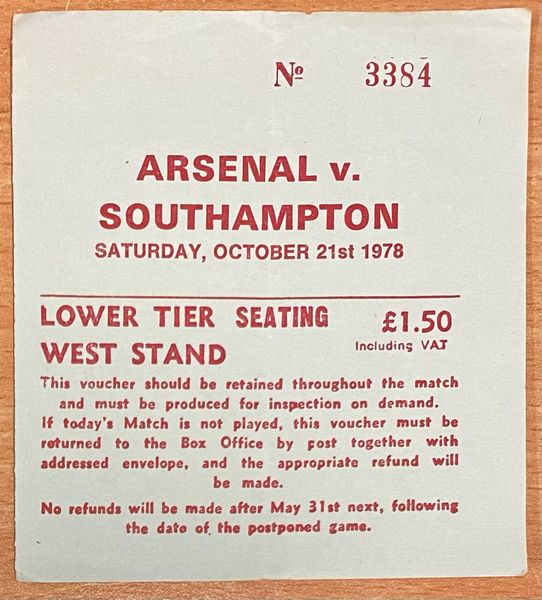 Nº 3384
ARSENAL v.
SOUTHAMPTON
SATURDAY, OCTOBER 21st 1978
LOWER TIER SEATING £1.50
WEST STAND Including VAT
This voucher should be retained throughout the match
and must be produced for inspection on demand.
If today's Match is not played, this voucher must be
returned to the Box Office by post together with
addressed envelope, and the appropriate refund will
be made.
No refunds will be made after May 31st next, following
the date of the postponed game.